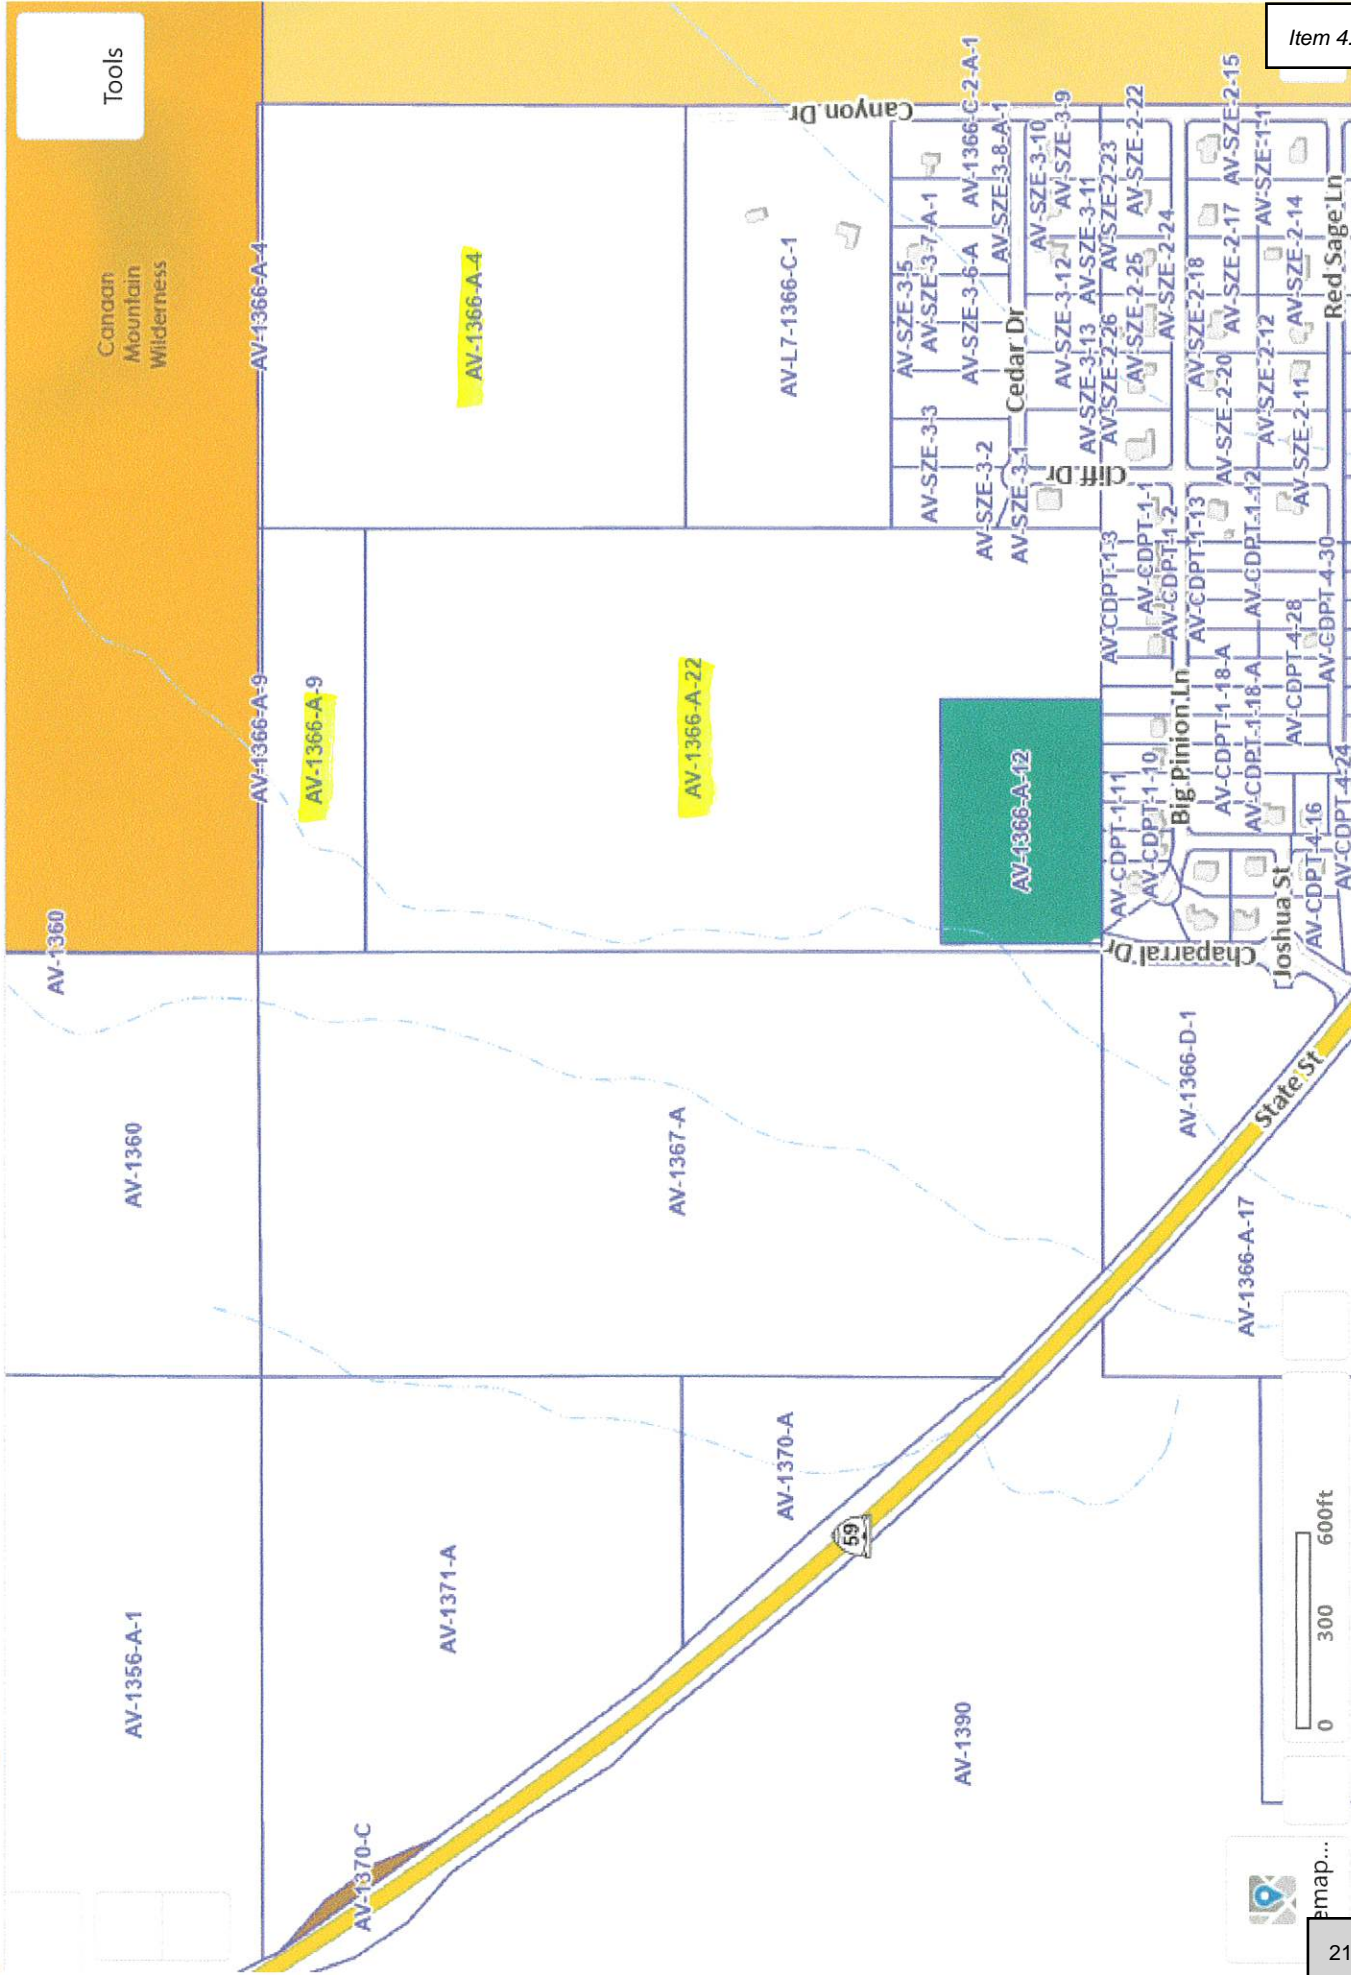 Item 4.
Tools
Canaan
Mountain
Wilderness
AV-1360
AV-1366-A-9
AV-1366-A-4
AV-1356-A-1
AV-1360
AV-1366-A-9
AV-1366-A-4
AV-1370-C
AV-1371-A
AV-1367-A
AV-1366-A-22
AV-1370-A
AV-L7-1366-C-1
Canyon Dr
59
AV-1390
AV-1366-A-12
AV-SZE-3-3
AV-SZE-3-5
AV-SZE-3-7-A-1
AV-SZE-3-2
AV-SZE-3-6-A
AV-1366-C-2-A-1
AV-SZE-3-1
AV-SZE-3-8-A-1
Cedar Dr
AV-SZE-3-10
Cliff Dr
AV-SZE-3-12
AV-SZE-3-9
AV-SZE-3-13
AV-SZE-3-11
AV-CDPT-1-3
AV-SZE-2-26
AV-SZE-2-23
AV-CDPT-1-11
AV-SZE-2-25
AV-SZE-2-22
AV-CDPT-1-10
AV-CDPT-1-1
AV-CDPT-1-2
AV-SZE-2-24
Chaparral Dr
Big Pinion Ln
AV-CDPT-1-13
AV-SZE-2-18
AV-1366-D-1
AV-CDPT-1-18-A
AV-SZE-2-20
AV-SZE-2-17
AV-SZE-2-15
AV-CDPT-1-18-A
AV-CDPT-1-12
AV-SZE-2-12
AV-SZE-1-1
AV-1366-A-17
State St
Joshua St
AV-CDPT-4-28
AV-SZE-2-11
AV-SZE-2-14
AV-CDPT-4-16
AV-CDPT-4-30
Red Sage Ln
AV-CDPT-4-24
0 300 600ft
emap...
21